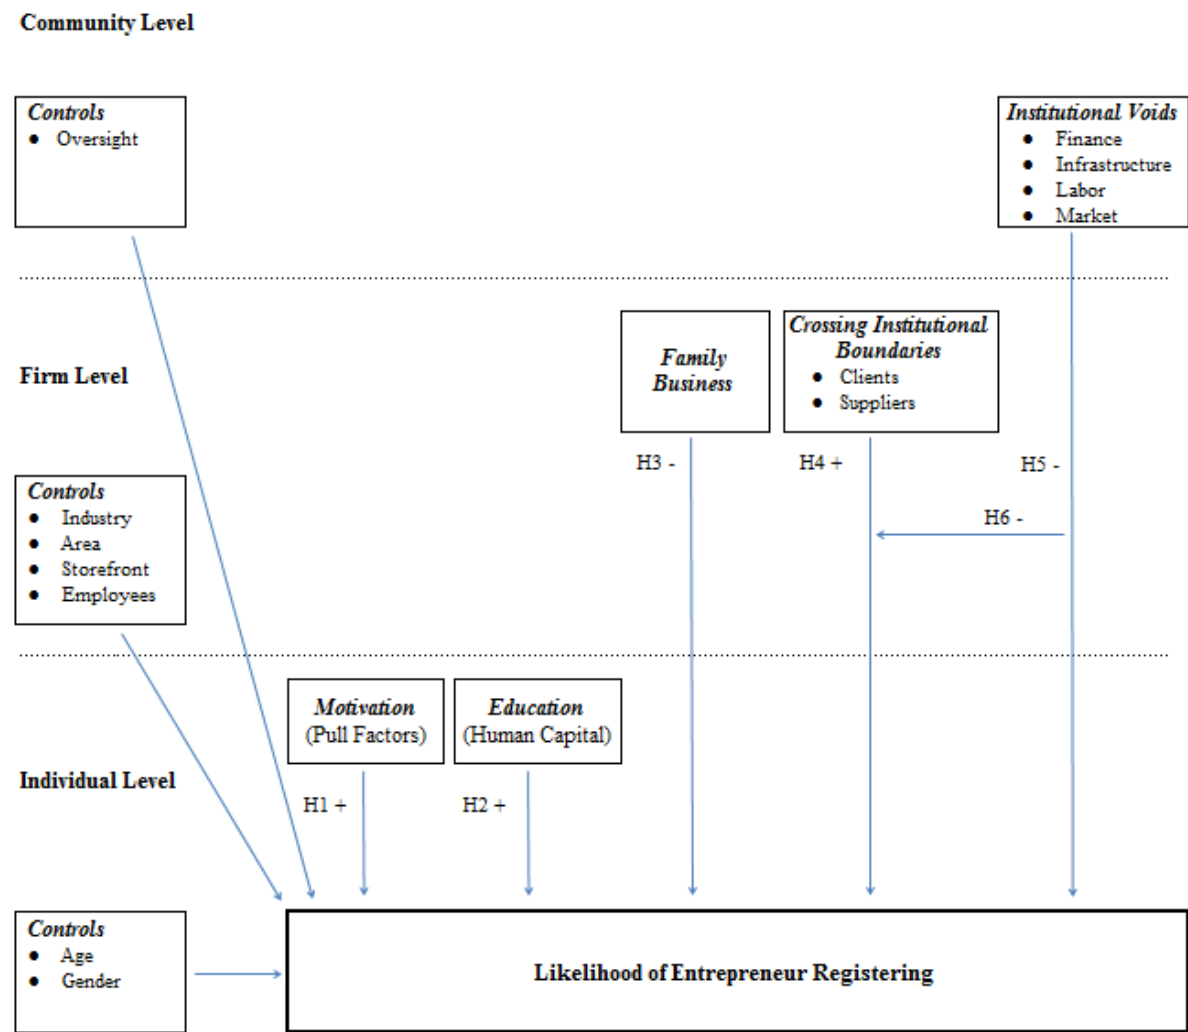 Community Level
Controls
● Oversight
Institutional Voids
● Finance
● Infrastructure
● Labor
● Market
Firm Level
Family
Business
Crossing Institutional
Boundaries
● Clients
● Suppliers
H3 -
H4 +
H5 -
H6 -
Controls
● Industry
● Area
● Storefront
● Employees
Individual Level
Motivation
(Pull Factors)
Education
(Human Capital)
H1 +
H2 +
Controls
● Age
● Gender
Likelihood of Entrepreneur Registering